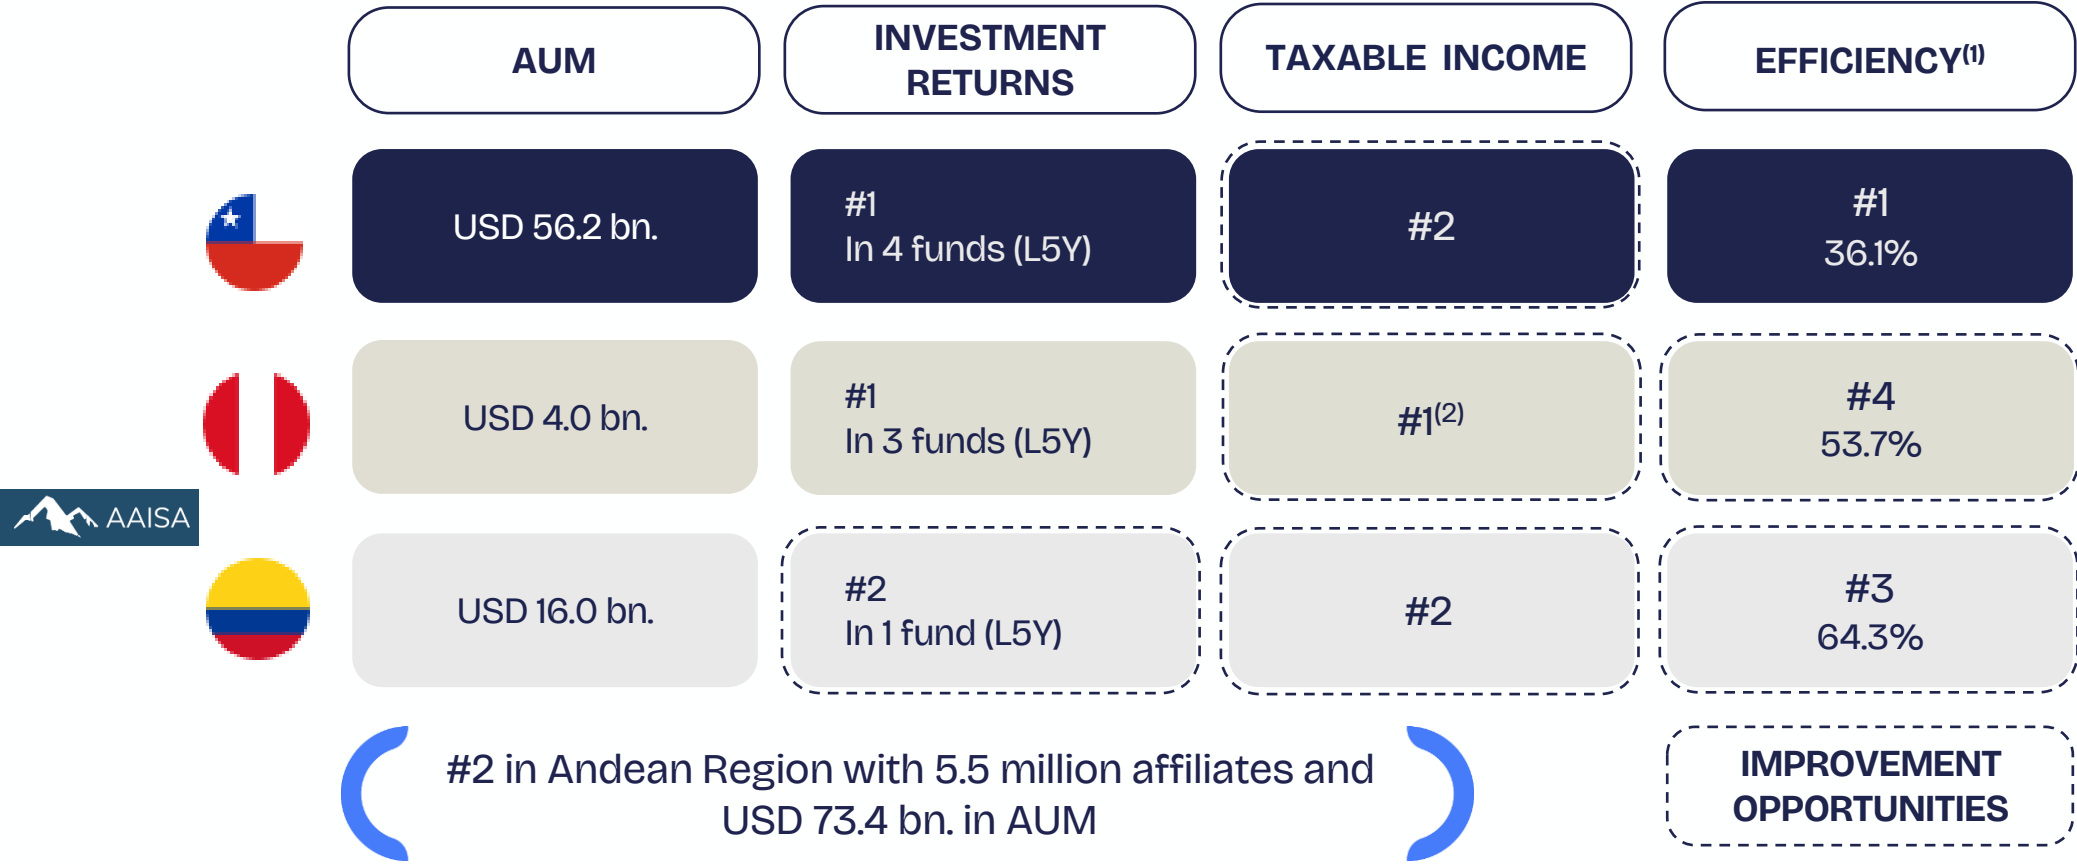 AUM
INVESTMENT
RETURNS
TAXABLE INCOME
EFFICIENCY(1)
USD 56.2 bn.
#1
In 4 funds (L5Y)
#2
#1
36.1%
USD 4.0 bn.
#1
In 3 funds (L5Y)
#1(2)
#4
53.7%
AAISA
USD 16.0 bn.
#2
In 1 fund (L5Y)
#2
#3
64.3%
#2 in Andean Region with 5.5 million affiliates and
USD 73.4 bn. in AUM
IMPROVEMENT
OPPORTUNITIES